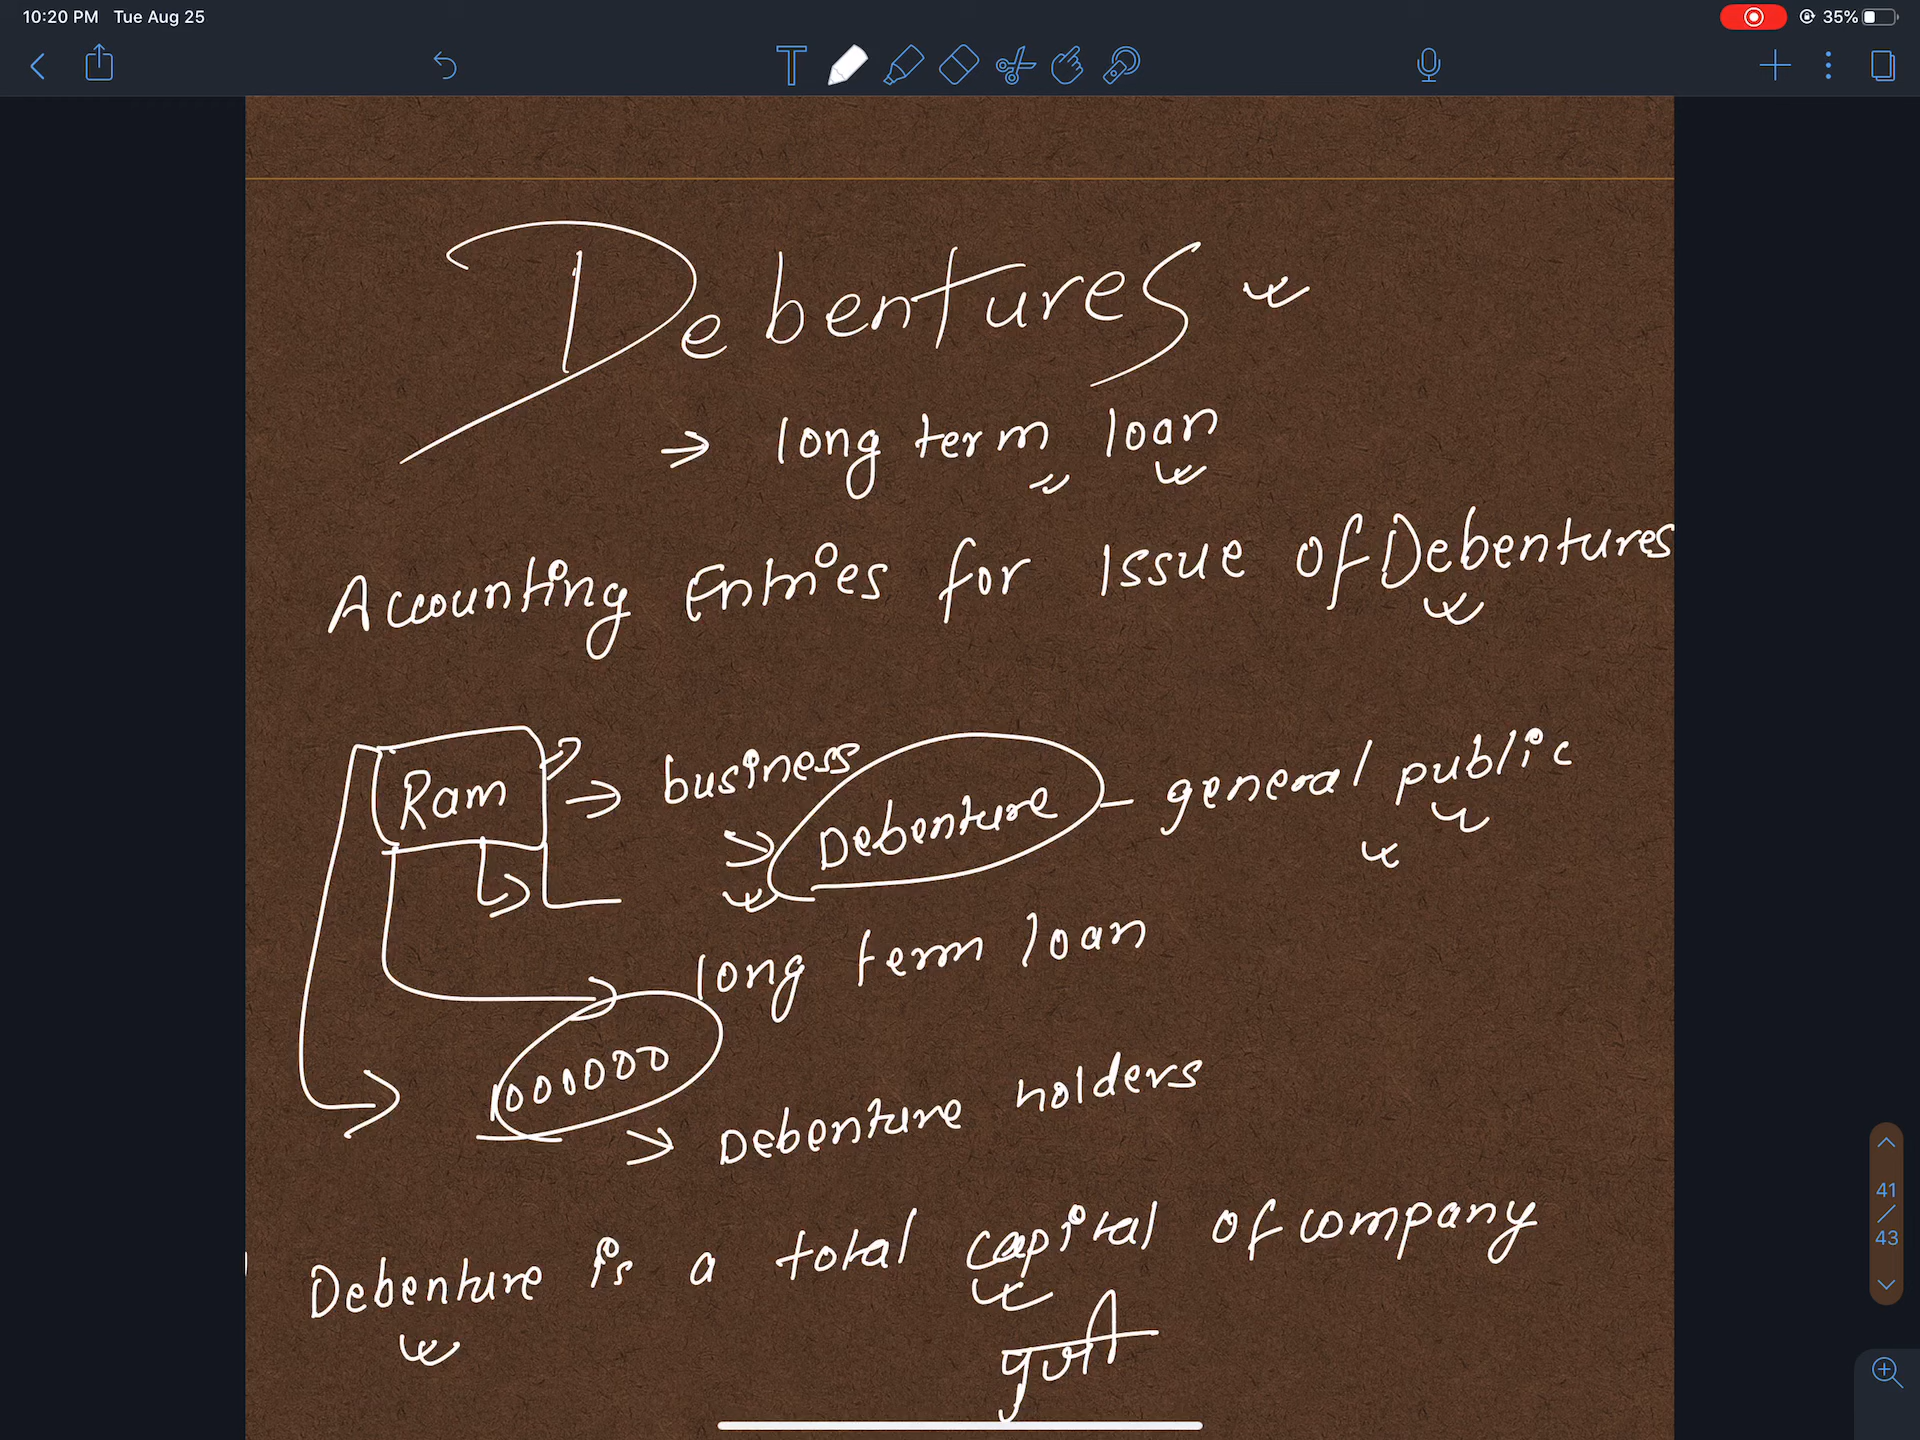 10:20 PM Tue Aug 25
35%
Debentures
→ long term loan
Accounting Entries for Issue of Debentures
Ram → business
→ Debenture - general public
long term loan
1000000
→ Debenture holders
41
/
43
Debenture is a total capital of company